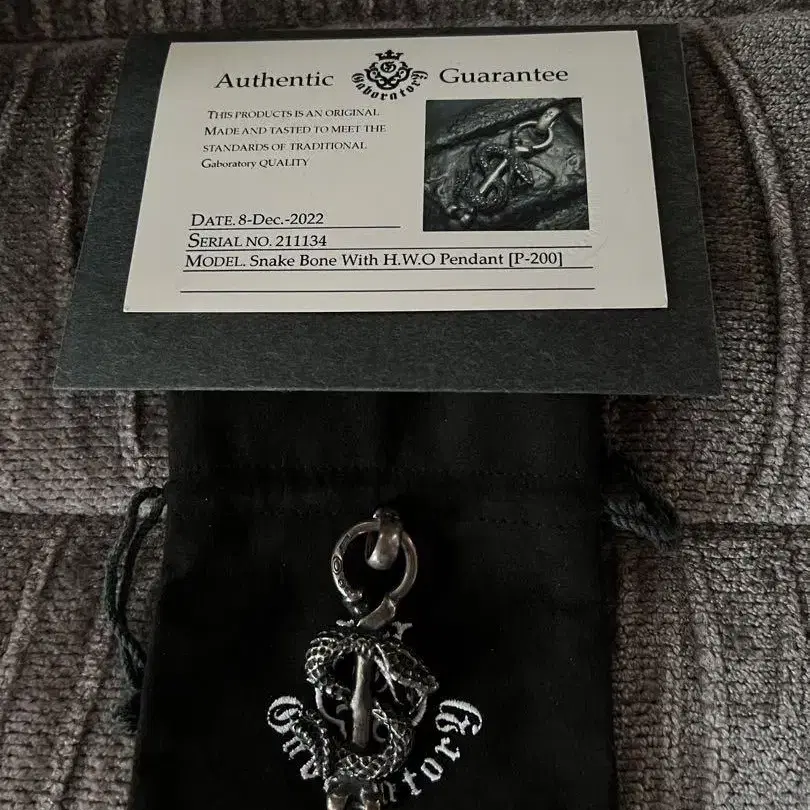 Authentic Gaboratory Guarantee
THIS PRODUCTS IS AN ORIGINAL
MADE AND TASTED TO MEET THE
STANDARDS OF TRADITIONAL
Gaboratory QUALITY
DATE. 8-Dec.-2022
SERIAL NO. 211134
MODEL. Snake Bone With H.W.O Pendant [P-200]